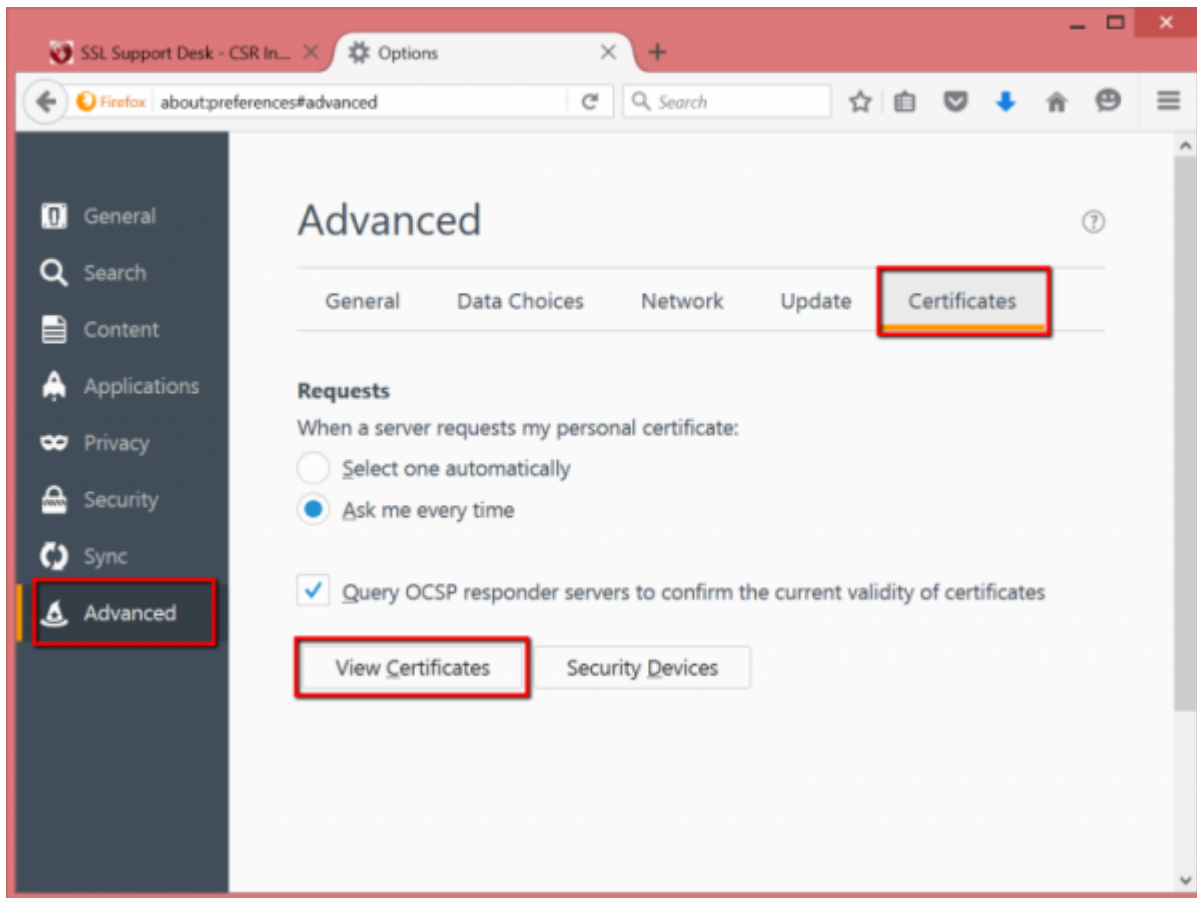 SSL Support Desk - CSR In...
Options
Firefox about:preferences#advanced
Search
General
Search
Content
Applications
Privacy
Security
Sync
Advanced
Advanced
General Data Choices Network Update Certificates
Requests
When a server requests my personal certificate:
Select one automatically
Ask me every time
Query OCSP responder servers to confirm the current validity of certificates
View Certificates Security Devices